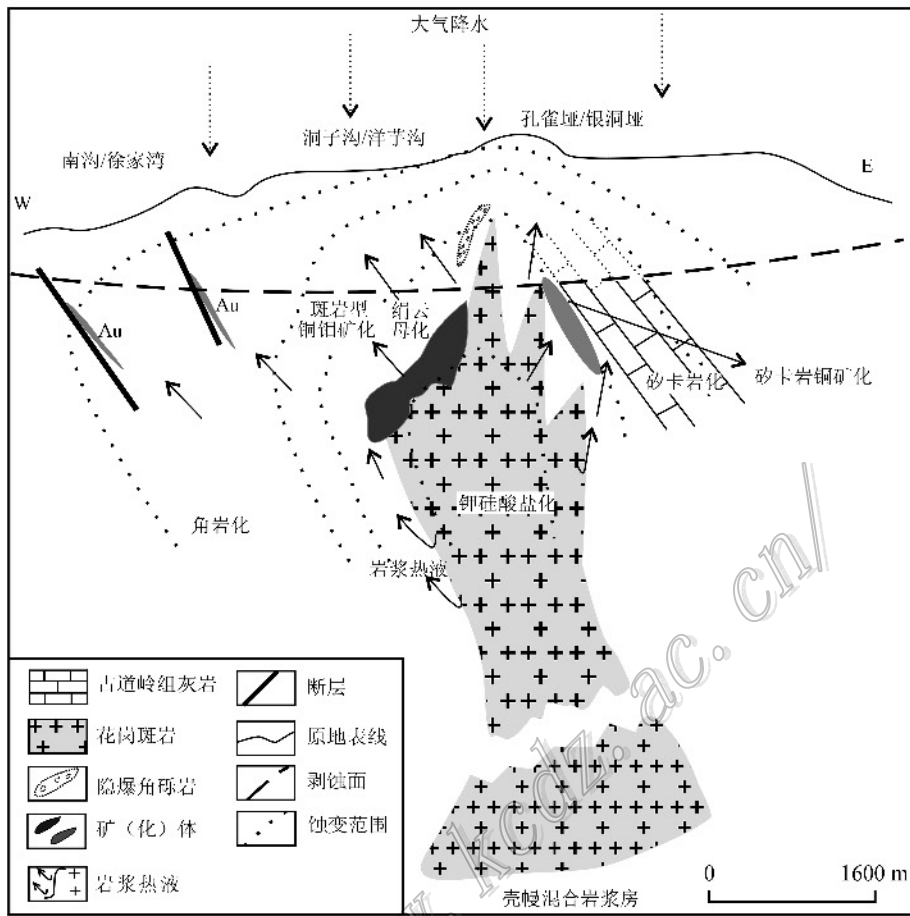 大气降水
孔雀垭/银洞垭
洞子沟/洋芋沟
南沟/徐家湾
W
E
Au
Au
斑岩型
铜钼矿化
绢云
母化
矽卡岩化
矽卡岩铜矿化
钾硅酸盐化
角岩化
岩浆热液
古道岭组灰岩
断层
花岗斑岩
原地表线
隐爆角砾岩
剥蚀面
矿（化）体
蚀变范围
岩浆热液
0
1600 m
壳幔混合岩浆房
kcdz.ac.cn/